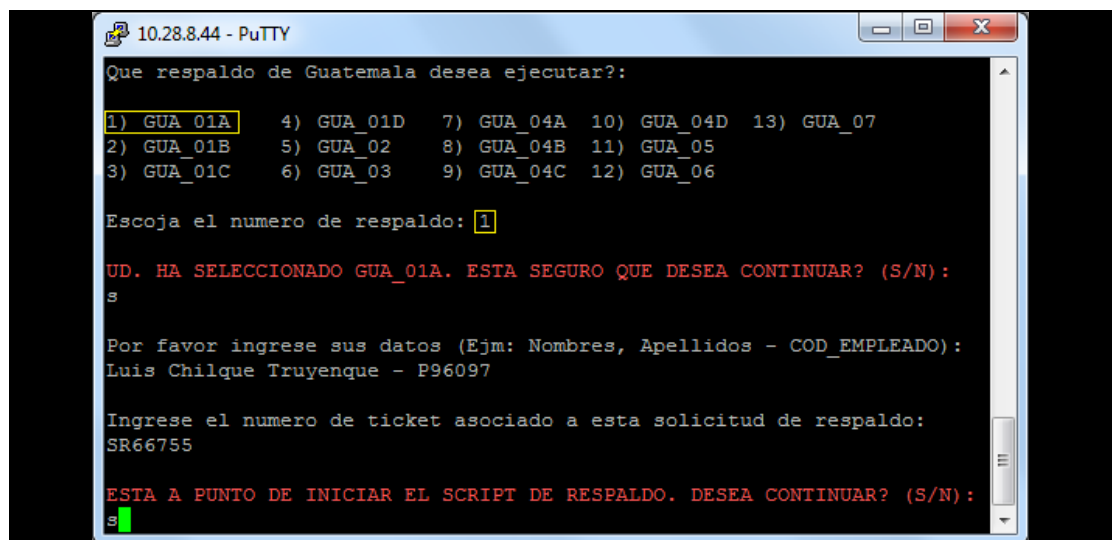 10.28.8.44 - PuTTY
Que respaldo de Guatemala desea ejecutar?:
1) GUA_01A 4) GUA_01D 7) GUA_04A 10) GUA_04D 13) GUA_07
2) GUA_01B 5) GUA_02 8) GUA_04B 11) GUA_05
3) GUA_01C 6) GUA_03 9) GUA_04C 12) GUA_06
Escoja el numero de respaldo: 1
UD. HA SELECCIONADO GUA_01A. ESTA SEGURO QUE DESEA CONTINUAR? (S/N):
s
Por favor ingrese sus datos (Ejm: Nombres, Apellidos - COD_EMPLEADO):
Luis Chilque Truyenque - P96097
Ingrese el numero de ticket asociado a esta solicitud de respaldo:
SR66755
ESTA A PUNTO DE INICIAR EL SCRIPT DE RESPALDO. DESEA CONTINUAR? (S/N):
s